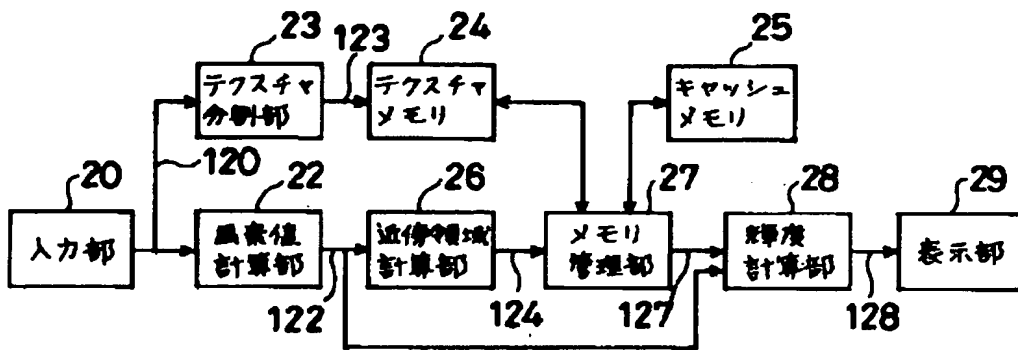 23
123
24
25
テクスチャ
分割部
テクスチャ
メモリ
キャッシュ
メモリ
120
20
22
26
27
28
29
入力部
画素値
計算部
近傍領域
計算部
メモリ
管理部
輝度
計算部
表示部
122
124
127
128